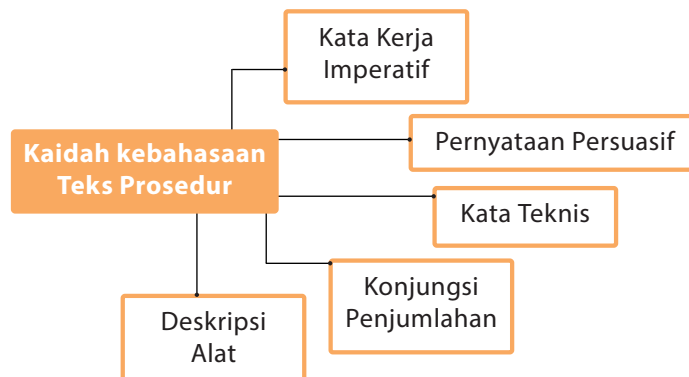 Kata Kerja
Imperatif
Kaidah kebahasaan
Teks Prosedur
Pernyataan Persuasif
Kata Teknis
Konjungsi
Penjumlahan
Deskripsi
Alat